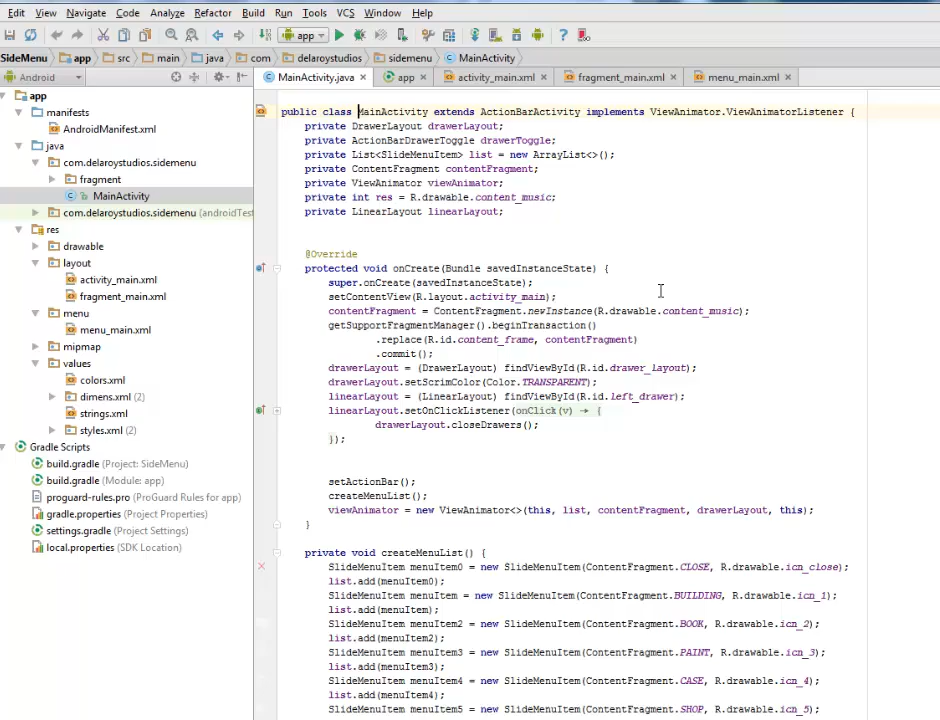 Edit View Navigate Code Analyze Refactor Build Run Tools VCS Window Help
app
SideMenu app src main java com delaroystudios sidemenu MainActivity
Android
MainActivity.java app activity_main.xml fragment_main.xml menu_main.xml
app
manifests
AndroidManifest.xml
java
com.delaroystudios.sidemenu
fragment
MainActivity
com.delaroystudios.sidemenu (androidTest
res
drawable
layout
activity_main.xml
fragment_main.xml
menu
menu_main.xml
mipmap
values
colors.xml
dimens.xml (2)
strings.xml
styles.xml (2)
Gradle Scripts
build.gradle (Project: SideMenu)
build.gradle (Module: app)
proguard-rules.pro (ProGuard Rules for app)
gradle.properties (Project Properties)
settings.gradle (Project Settings)
local.properties (SDK Location)
public class MainActivity extends ActionBarActivity implements ViewAnimator.ViewAnimatorListener {
private DrawerLayout drawerLayout;
private ActionBarDrawerToggle drawerToggle;
private List<SlideMenuItem> list = new ArrayList<>();
private ContentFragment contentFragment;
private ViewAnimator viewAnimator;
private int res = R.drawable.content_music;
private LinearLayout linearLayout;
@Override
protected void onCreate(Bundle savedInstanceState) {
super.onCreate(savedInstanceState);
setContentView(R.layout.activity_main);
contentFragment = ContentFragment.newInstance(R.drawable.content_music);
getSupportFragmentManager().beginTransaction()
.replace(R.id.content_frame, contentFragment)
.commit();
drawerLayout = (DrawerLayout) findViewById(R.id.drawer_layout);
drawerLayout.setScrimColor(Color.TRANSPARENT);
linearLayout = (LinearLayout) findViewById(R.id.left_drawer);
linearLayout.setOnClickListener(onClick(v) → {
drawerLayout.closeDrawers();
});
setActionBar();
createMenuList();
viewAnimator = new ViewAnimator<>(this, list, contentFragment, drawerLayout, this);
}
private void createMenuList() {
SlideMenuItem menuItem0 = new SlideMenuItem(ContentFragment.CLOSE, R.drawable.icn_close);
list.add(menuItem0);
SlideMenuItem menuItem = new SlideMenuItem(ContentFragment.BUILDING, R.drawable.icn_1);
list.add(menuItem);
SlideMenuItem menuItem2 = new SlideMenuItem(ContentFragment.BOOK, R.drawable.icn_2);
list.add(menuItem2);
SlideMenuItem menuItem3 = new SlideMenuItem(ContentFragment.PAINT, R.drawable.icn_3);
list.add(menuItem3);
SlideMenuItem menuItem4 = new SlideMenuItem(ContentFragment.CASE, R.drawable.icn_4);
list.add(menuItem4);
SlideMenuItem menuItem5 = new SlideMenuItem(ContentFragment.SHOP, R.drawable.icn_5);